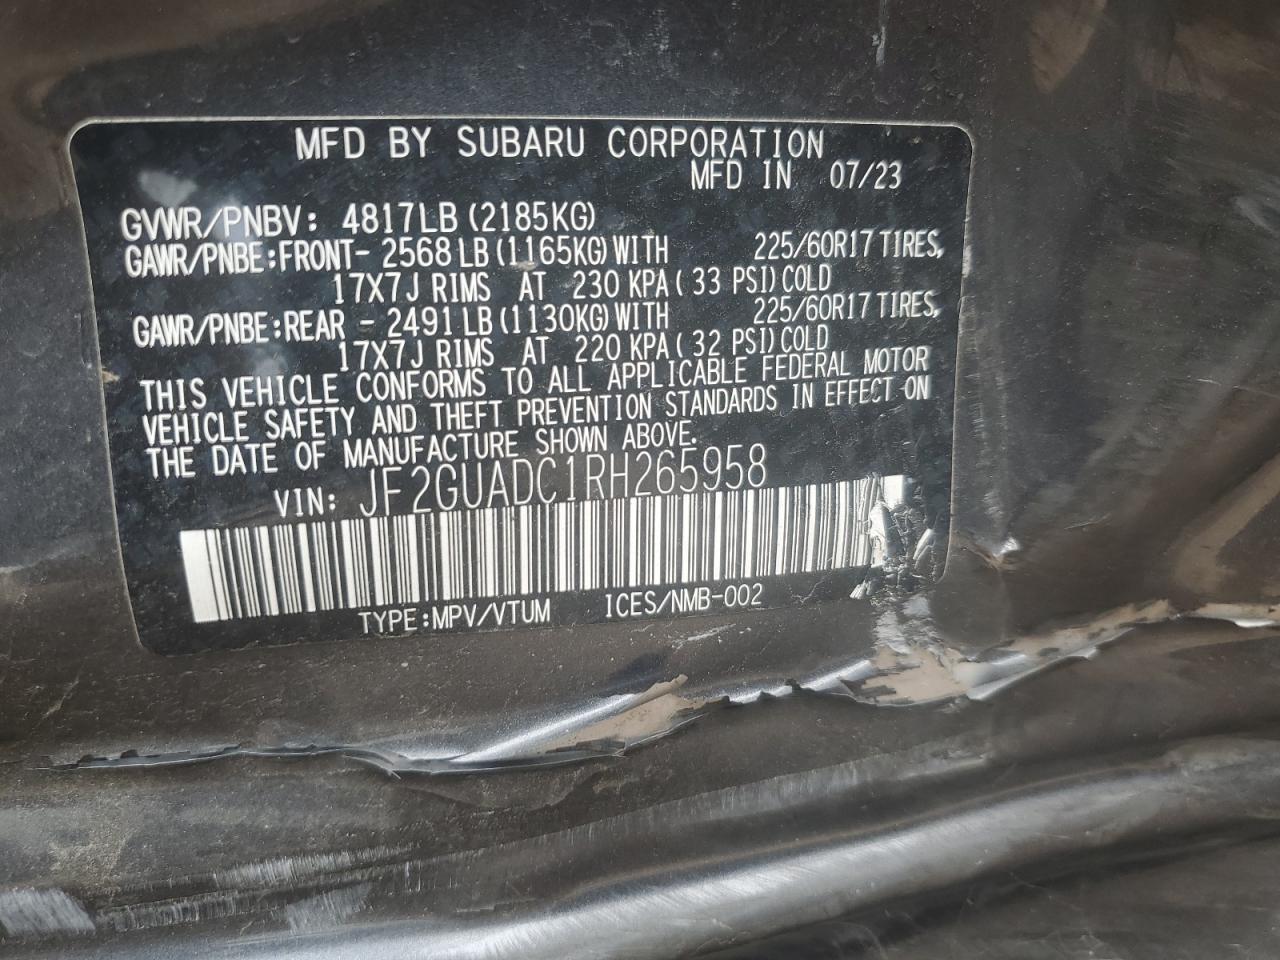 MFD BY SUBARU CORPORATION
MFD IN 07/23
GVWR/PNBV: 4817LB (2185KG)
GAWR/PNBE:FRONT- 2568 LB (1165KG) WITH 225/60R17 TIRES,
17X7J RIMS AT 230 KPA ( 33 PSI) COLD
GAWR/PNBE:REAR - 2491 LB (1130KG) WITH 225/60R17 TIRES,
17X7J RIMS AT 220 KPA ( 32 PSI) COLD
THIS VEHICLE CONFORMS TO ALL APPLICABLE FEDERAL MOTOR
VEHICLE SAFETY AND THEFT PREVENTION STANDARDS IN EFFECT ON
THE DATE OF MANUFACTURE SHOWN ABOVE.
VIN: JF2GUADC1RH265958
TYPE:MPV/VTUM ICES/NMB-002